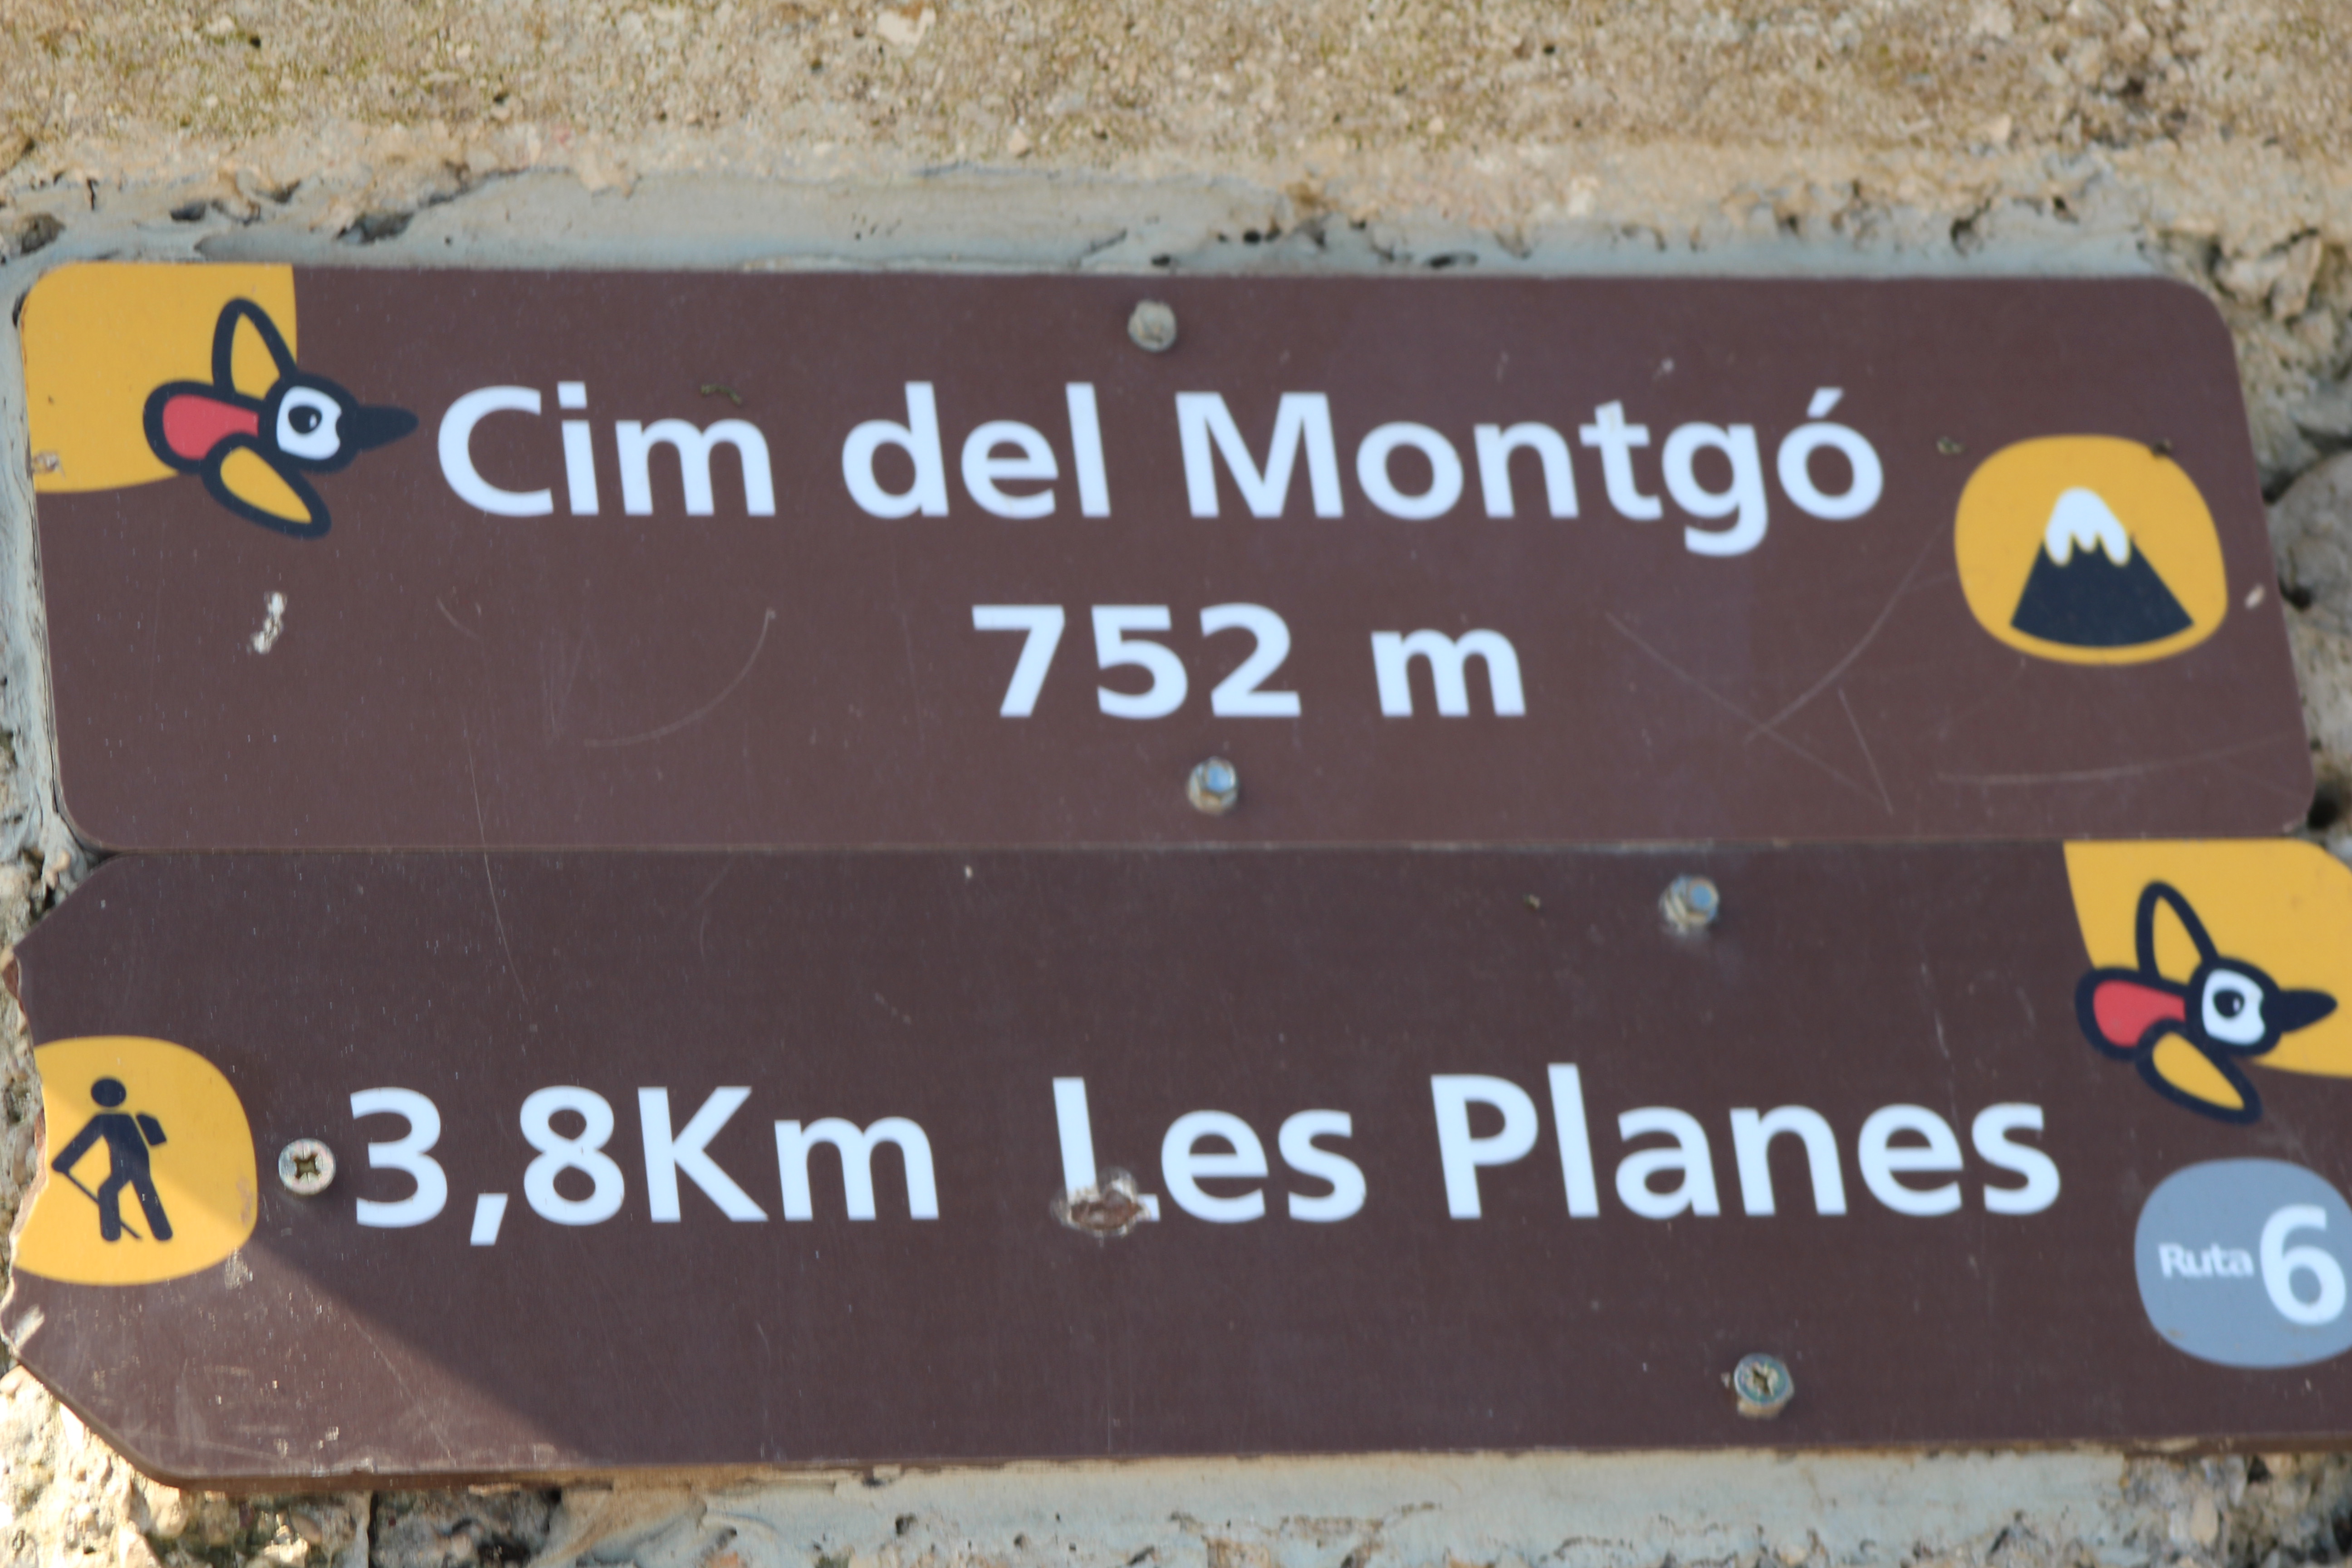 Cim del Montgó
752 m
3,8Km Les Planes
Ruta 6